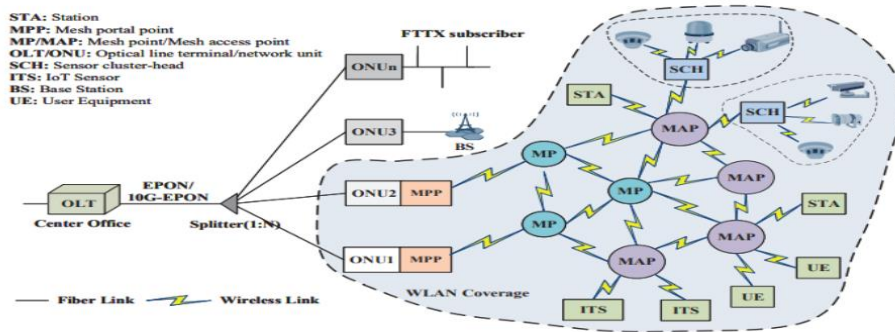 STA: Station
MPP: Mesh portal point
MP/MAP: Mesh point/Mesh access point
OLT/ONU: Optical line terminal/network unit
SCH: Sensor cluster-head
ITS: IoT Sensor
BS: Base Station
UE: User Equipment
FTTX subscriber
ONUn
SCH
STA
ONU3
BS
MAP
SCH
MP
EPON/
10G-EPON
OLT
Center Office
Splitter(1:N)
ONU2 MPP
MP
MAP
STA
MP
MAP
ONU1 MPP
MAP
UE
UE
ITS
ITS
WLAN Coverage
Fiber Link
Wireless Link